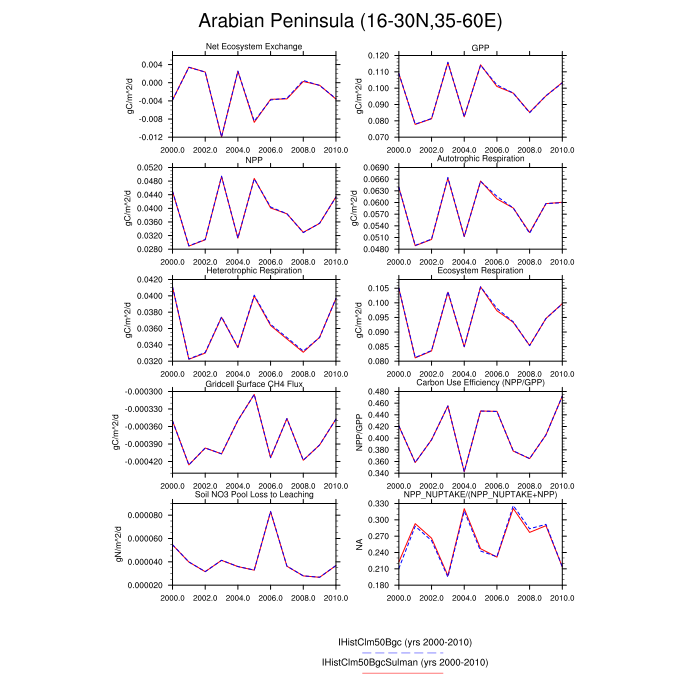 Arabian Peninsula (16-30N,35-60E)
Net Ecosystem Exchange
gC/m^2/d
0.004
0.000
-0.004
-0.008
-0.012
2000.0 2002.0 2004.0 2006.0 2008.0 2010.0
GPP
gC/m^2/d
0.120
0.110
0.100
0.090
0.080
0.070
2000.0 2002.0 2004.0 2006.0 2008.0 2010.0
NPP
gC/m^2/d
0.0520
0.0480
0.0440
0.0400
0.0360
0.0320
0.0280
2000.0 2002.0 2004.0 2006.0 2008.0 2010.0
Autotrophic Respiration
gC/m^2/d
0.0690
0.0660
0.0630
0.0600
0.0570
0.0540
0.0510
0.0480
2000.0 2002.0 2004.0 2006.0 2008.0 2010.0
Heterotrophic Respiration
gC/m^2/d
0.0420
0.0400
0.0380
0.0360
0.0340
0.0320
2000.0 2002.0 2004.0 2006.0 2008.0 2010.0
Ecosystem Respiration
gC/m^2/d
0.105
0.100
0.095
0.090
0.085
0.080
2000.0 2002.0 2004.0 2006.0 2008.0 2010.0
Gridcell Surface CH4 Flux
gC/m^2/d
-0.000300
-0.000330
-0.000360
-0.000390
-0.000420
2000.0 2002.0 2004.0 2006.0 2008.0 2010.0
Carbon Use Efficiency (NPP/GPP)
NPP/GPP
0.480
0.460
0.440
0.420
0.400
0.380
0.360
0.340
2000.0 2002.0 2004.0 2006.0 2008.0 2010.0
Soil NO3 Pool Loss to Leaching
gN/m^2/d
0.000080
0.000060
0.000040
0.000020
2000.0 2002.0 2004.0 2006.0 2008.0 2010.0
NPP_NUPTAKE/(NPP_NUPTAKE+NPP)
NA
0.330
0.300
0.270
0.240
0.210
0.180
2000.0 2002.0 2004.0 2006.0 2008.0 2010.0
IHistClm50Bgc (yrs 2000-2010)
IHistClm50BgcSulman (yrs 2000-2010)